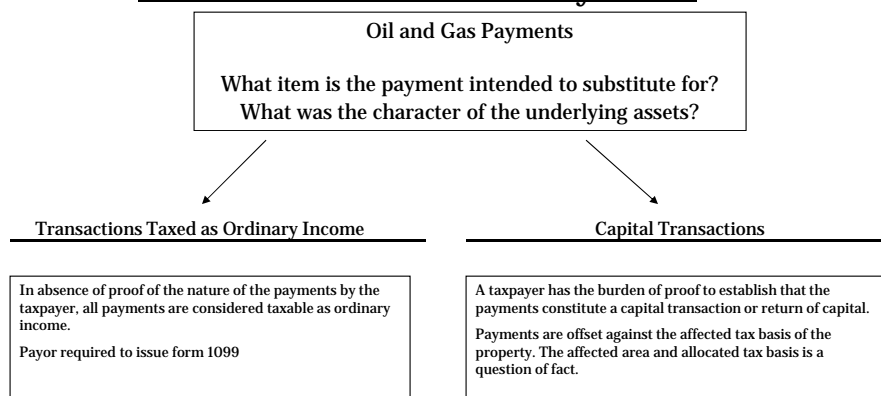 Oil and Gas Payments
What item is the payment intended to substitute for?
What was the character of the underlying assets?
Transactions Taxed as Ordinary Income
In absence of proof of the nature of the payments by the
taxpayer, all payments are considered taxable as ordinary
income.
Payor required to issue form 1099
Capital Transactions
A taxpayer has the burden of proof to establish that the
payments constitute a capital transaction or return of capital.
Payments are offset against the affected tax basis of the
property. The affected area and allocated tax basis is a
question of fact.